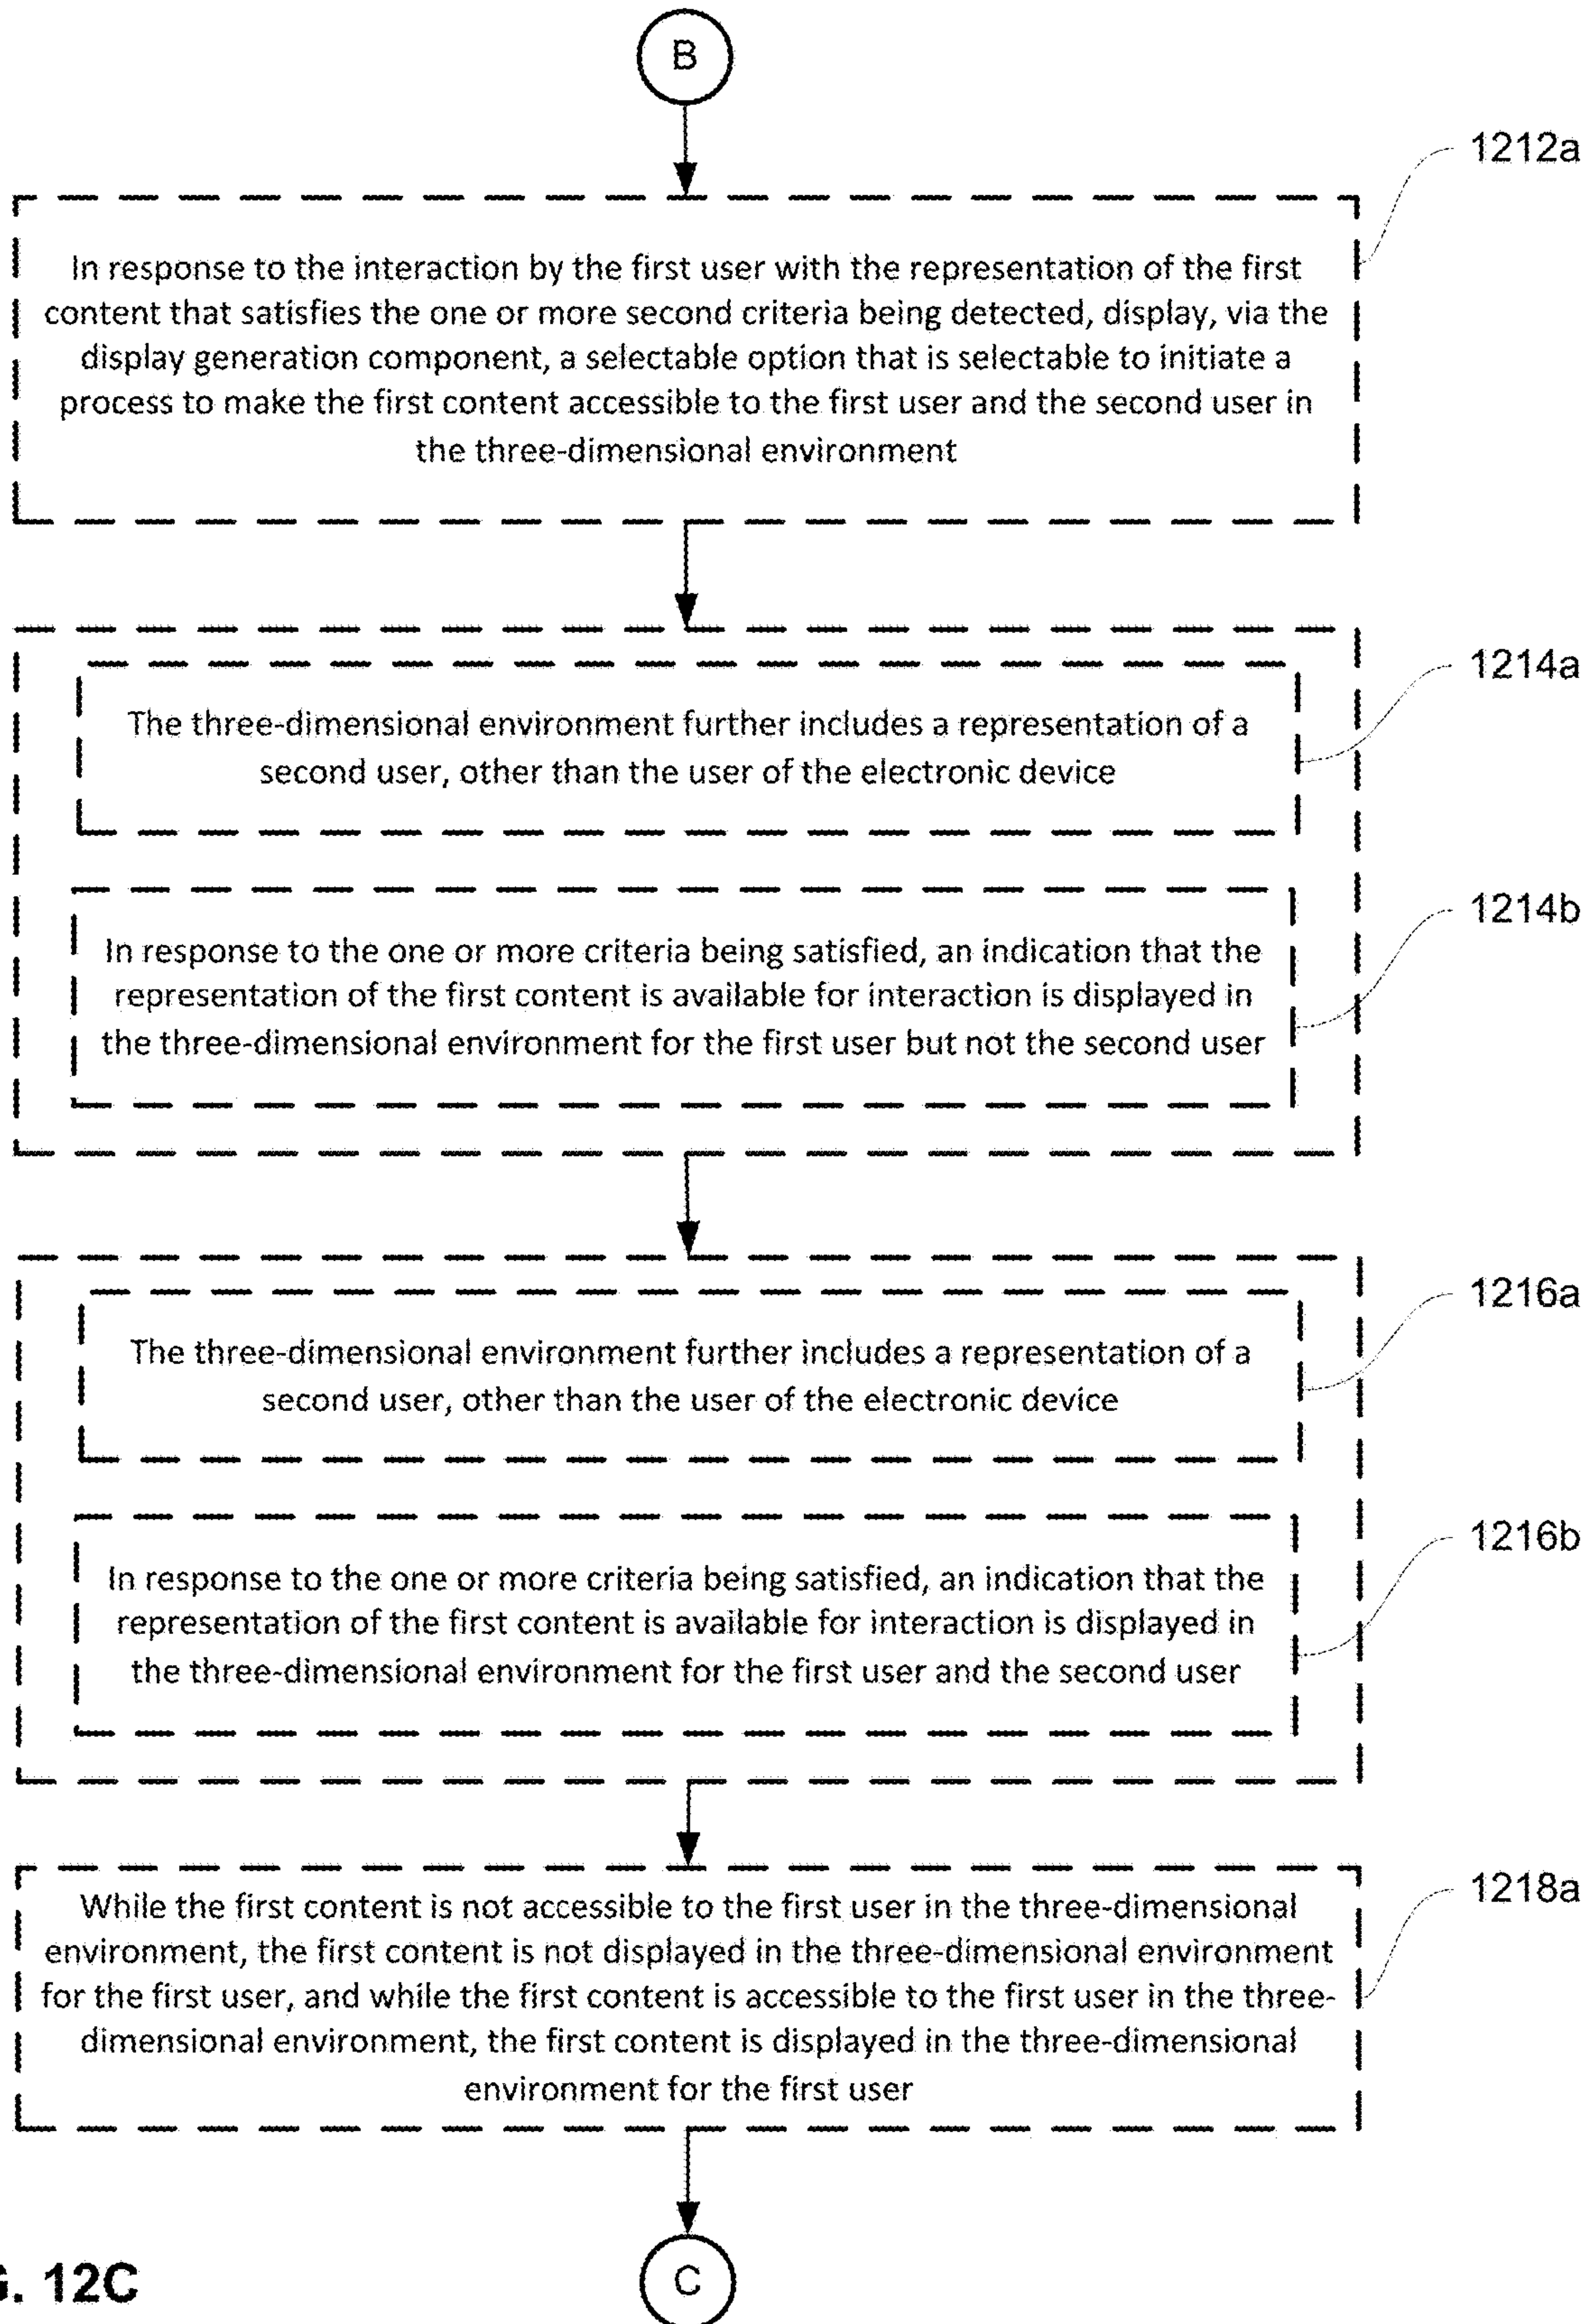 B
1212a
In response to the interaction by the first user with the representation of the first
content that satisfies the one or more second criteria being detected, display, via the
display generation component, a selectable option that is selectable to initiate a
process to make the first content accessible to the first user and the second user in
the three-dimensional environment
1214a
The three-dimensional environment further includes a representation of a
second user, other than the user of the electronic device
1214b
In response to the one or more criteria being satisfied, an indication that the
representation of the first content is available for interaction is displayed in
the three-dimensional environment for the first user but not the second user
1216a
The three-dimensional environment further includes a representation of a
second user, other than the user of the electronic device
1216b
In response to the one or more criteria being satisfied, an indication that the
representation of the first content is available for interaction is displayed in
the three-dimensional environment for the first user and the second user
1218a
While the first content is not accessible to the first user in the three-dimensional
environment, the first content is not displayed in the three-dimensional environment
for the first user, and while the first content is accessible to the first user in the three-
dimensional environment, the first content is displayed in the three-dimensional
environment for the first user
C
G. 12C